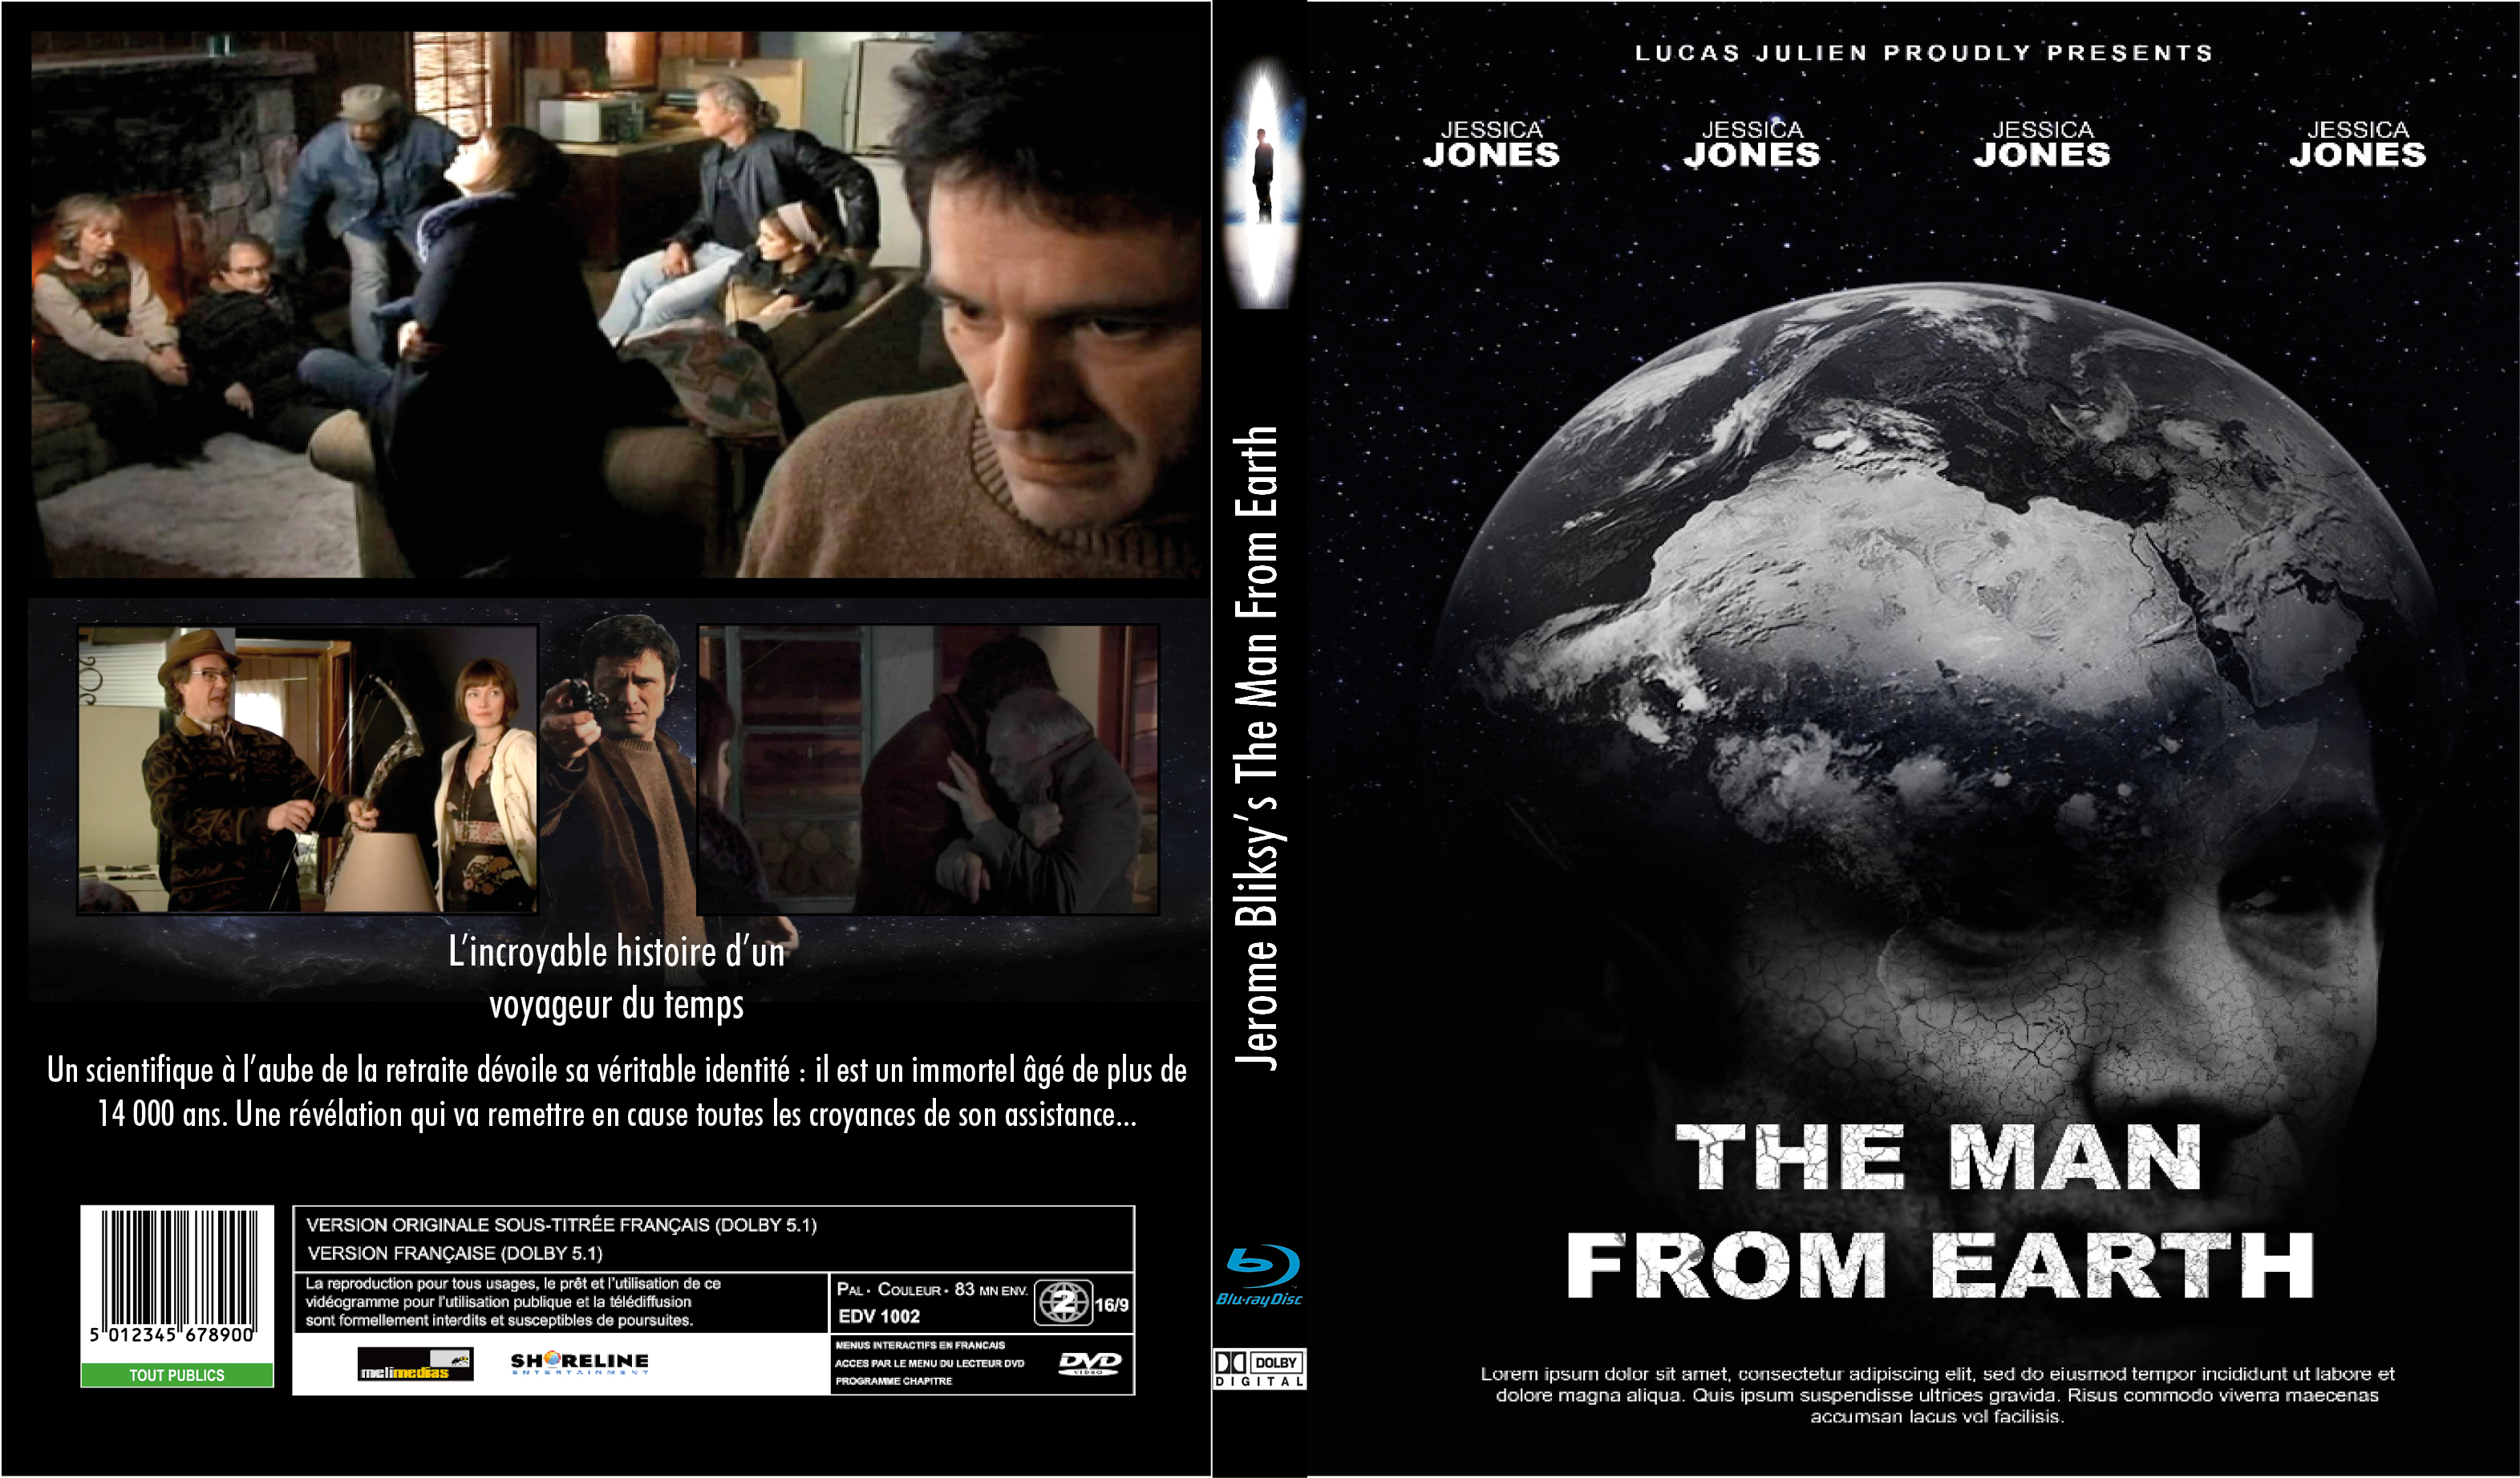 L'incroyable histoire d'un
voyageur du temps
Un scientifique à l'aube de la retraite dévoile sa véritable identité : il est un immortel âgé de plus de
14 000 ans. Une révélation qui va remettre en cause toutes les croyances de son assistance...
5 012345 678900
TOUT PUBLICS
VERSION ORIGINALE SOUS-TITRÉE FRANÇAIS (DOLBY 5.1)
VERSION FRANÇAISE (DOLBY 5.1)
La reproduction pour tous usages, le prêt et l'utilisation de ce
vidéogramme pour l'utilisation publique et la télédiffusion
sont formellement interdits et susceptibles de poursuites.
PAL • COULEUR • 83 MN ENV.
EDV 1002
2
16/9
melimedias
SHORELINE
ENTERTAINMENT
MENUS INTERACTIFS EN FRANCAIS
ACCES PAR LE MENU DU LECTEUR DVD
PROGRAMME CHAPITRE
DVD
VIDEO
Jerome Bliksy's The Man From Earth
Blu-ray Disc
DOLBY
DIGITAL
LUCAS JULIEN PROUDLY PRESENTS
JESSICA
JONES
JESSICA
JONES
JESSICA
JONES
JESSICA
JONES
THE MAN
FROM EARTH
Lorem ipsum dolor sit amet, consectetur adipiscing elit, sed do eiusmod tempor incididunt ut labore et
dolore magna aliqua. Quis ipsum suspendisse ultrices gravida. Risus commodo viverra maecenas
accumsan lacus vel facilisis.